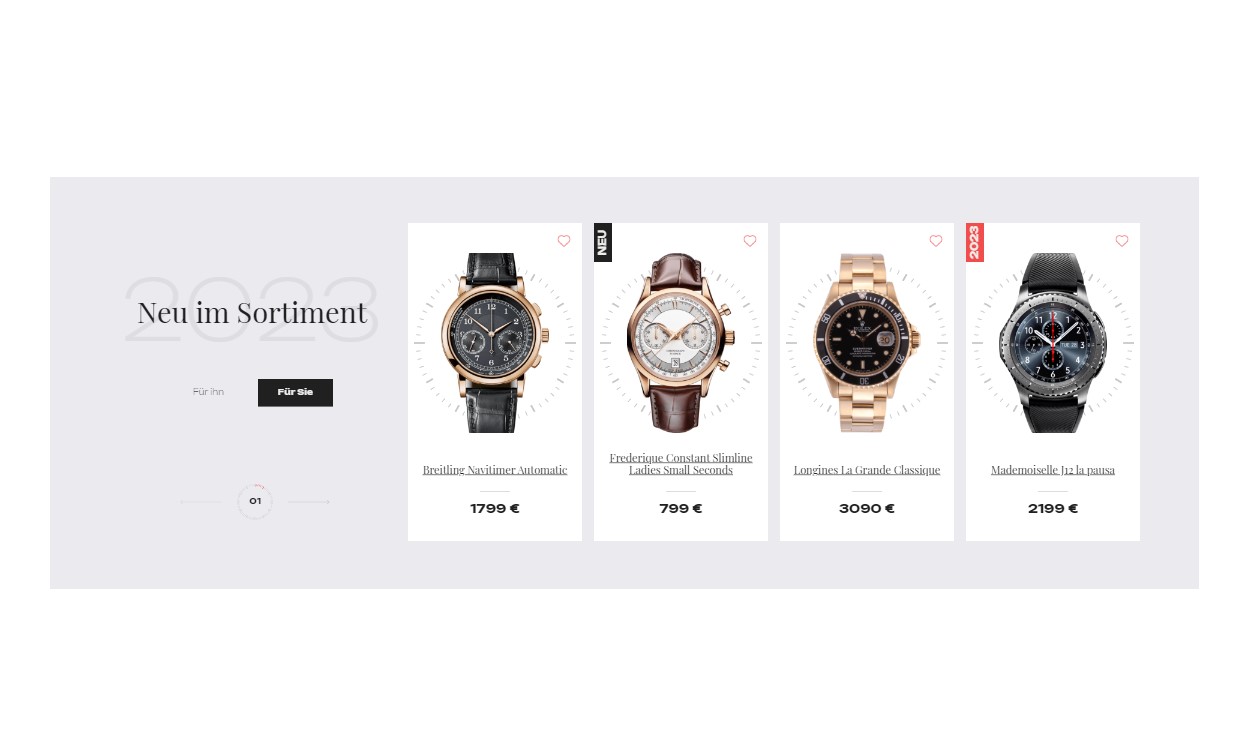 2023
Neu im Sortiment
Für ihn
Für Sie
01
Breitling Navitimer Automatic
1799 €
NEU
Frederique Constant Slimline
Ladies Small Seconds
799 €
Longines La Grande Classique
3090 €
2023
Mademoiselle J12 la pausa
2199 €